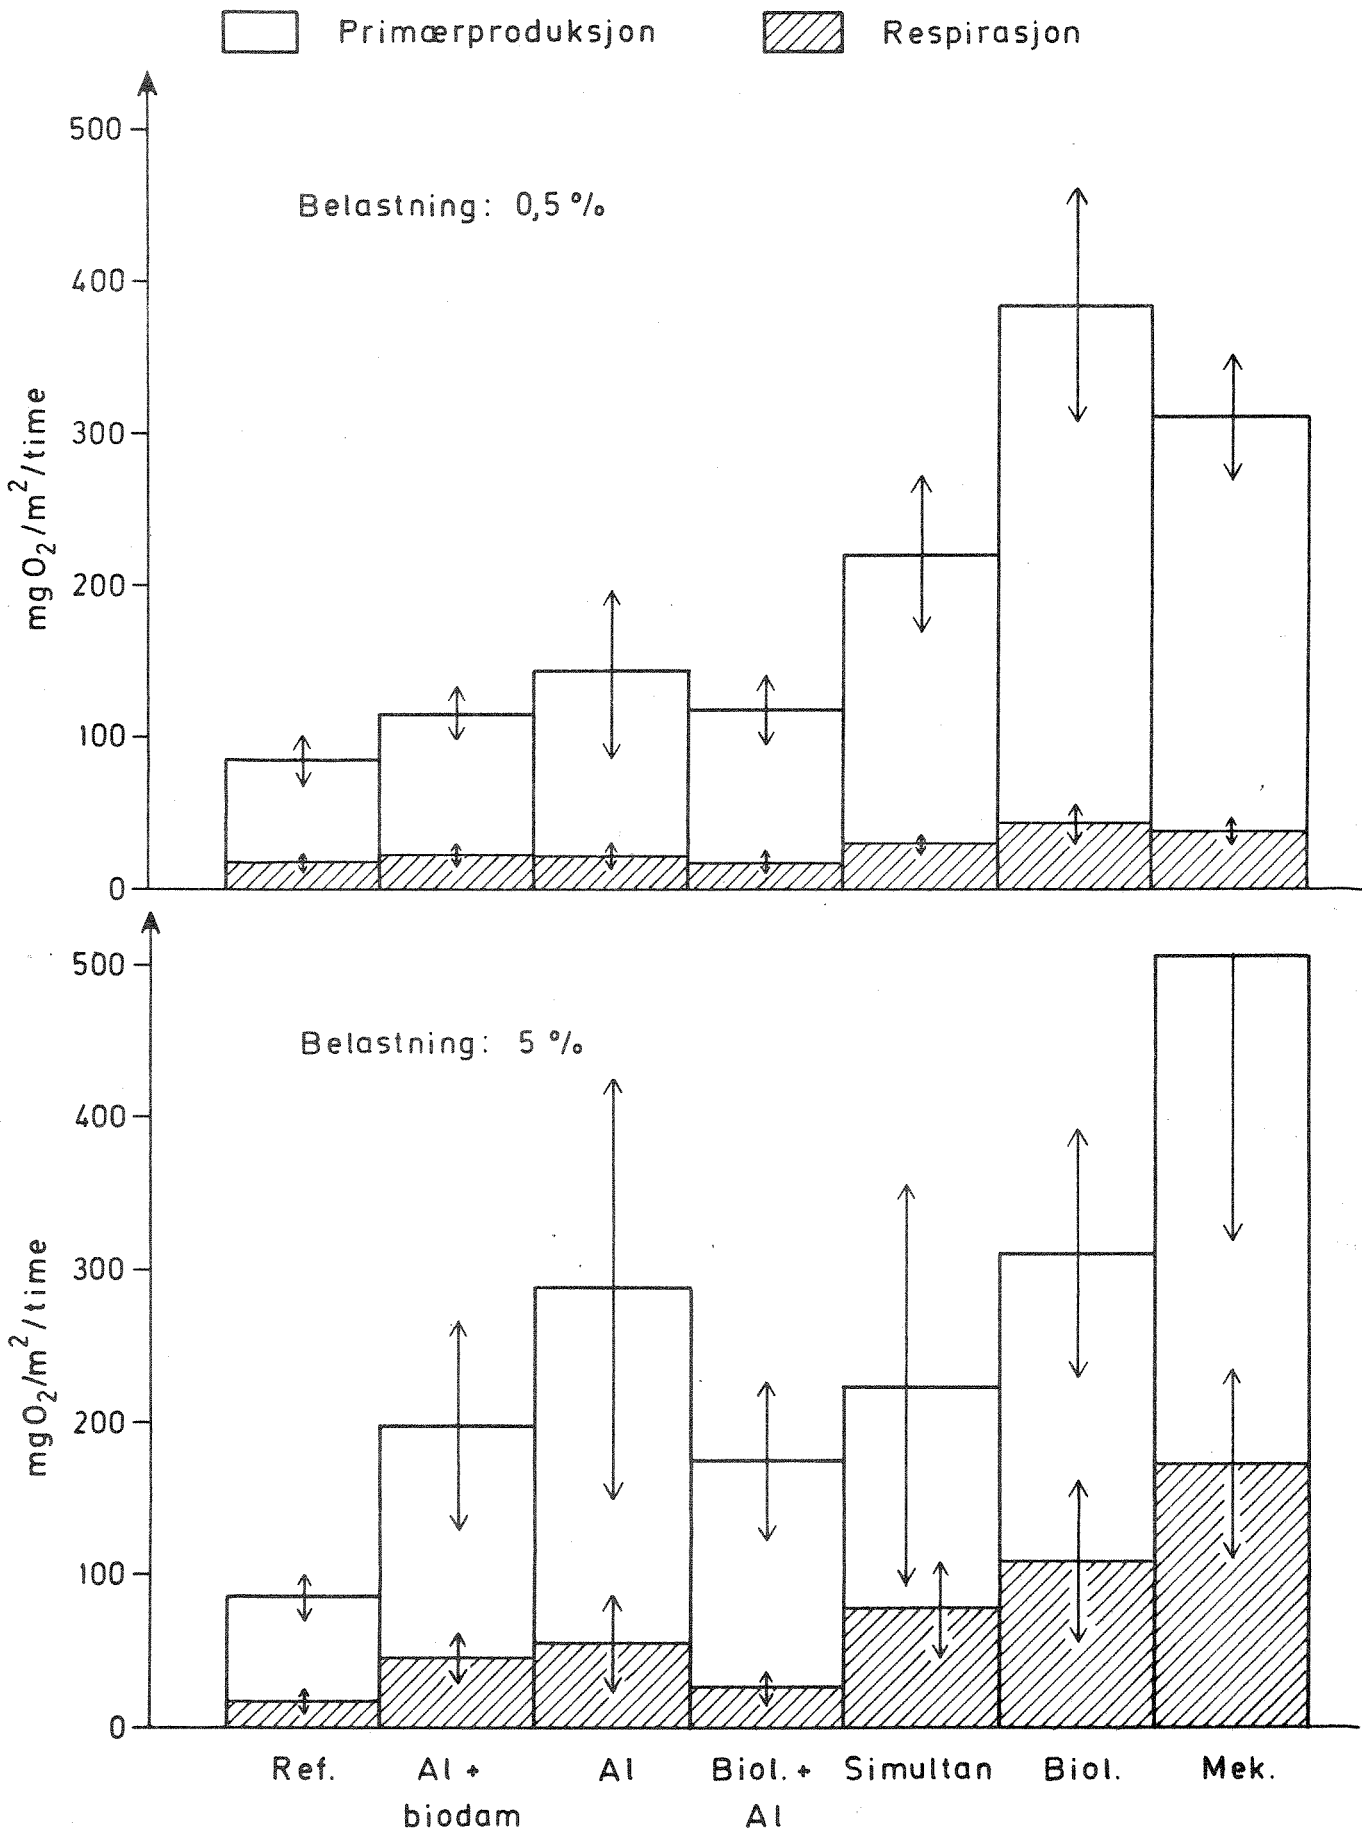 Primærproduksjon
Respirasjon
500
400
300
200
100
0
mg O₂/m²/time
Belastning: 0,5 %
500
400
300
200
100
0
mg O₂/m²/time
Belastning: 5 %
Ref.
Al +
biodam
Al
Biol. +
Al
Simultan
Biol.
Mek.